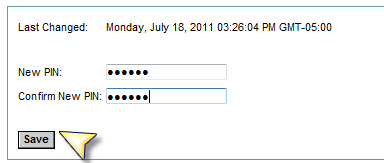 Last Changed: Monday, July 18, 2011 03:26:04 PM GMT-05:00
New PIN: ●●●●●●
Confirm New PIN: ●●●●●●
Save